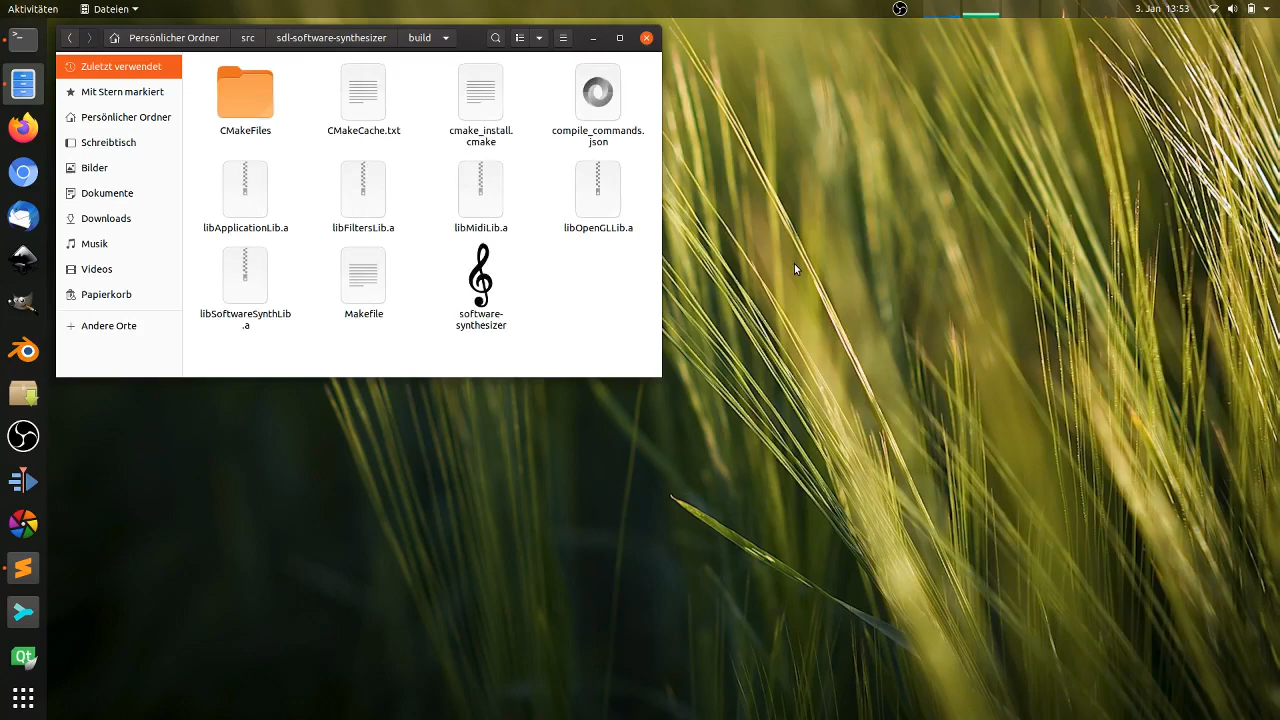 Aktivitäten
Dateien
3. Jan 13:53
Persönlicher Ordner
src
sdl-software-synthesizer
build
Zuletzt verwendet
Mit Stern markiert
Persönlicher Ordner
Schreibtisch
Bilder
Dokumente
Downloads
Musik
Videos
Papierkorb
Andere Orte
CMakeFiles
CMakeCache.txt
cmake_install.
cmake
compile_commands.
json
libApplicationLib.a
libFiltersLib.a
libMidiLib.a
libOpenGLLib.a
libSoftwareSynthLib
.a
Makefile
software-
synthesizer
Qt